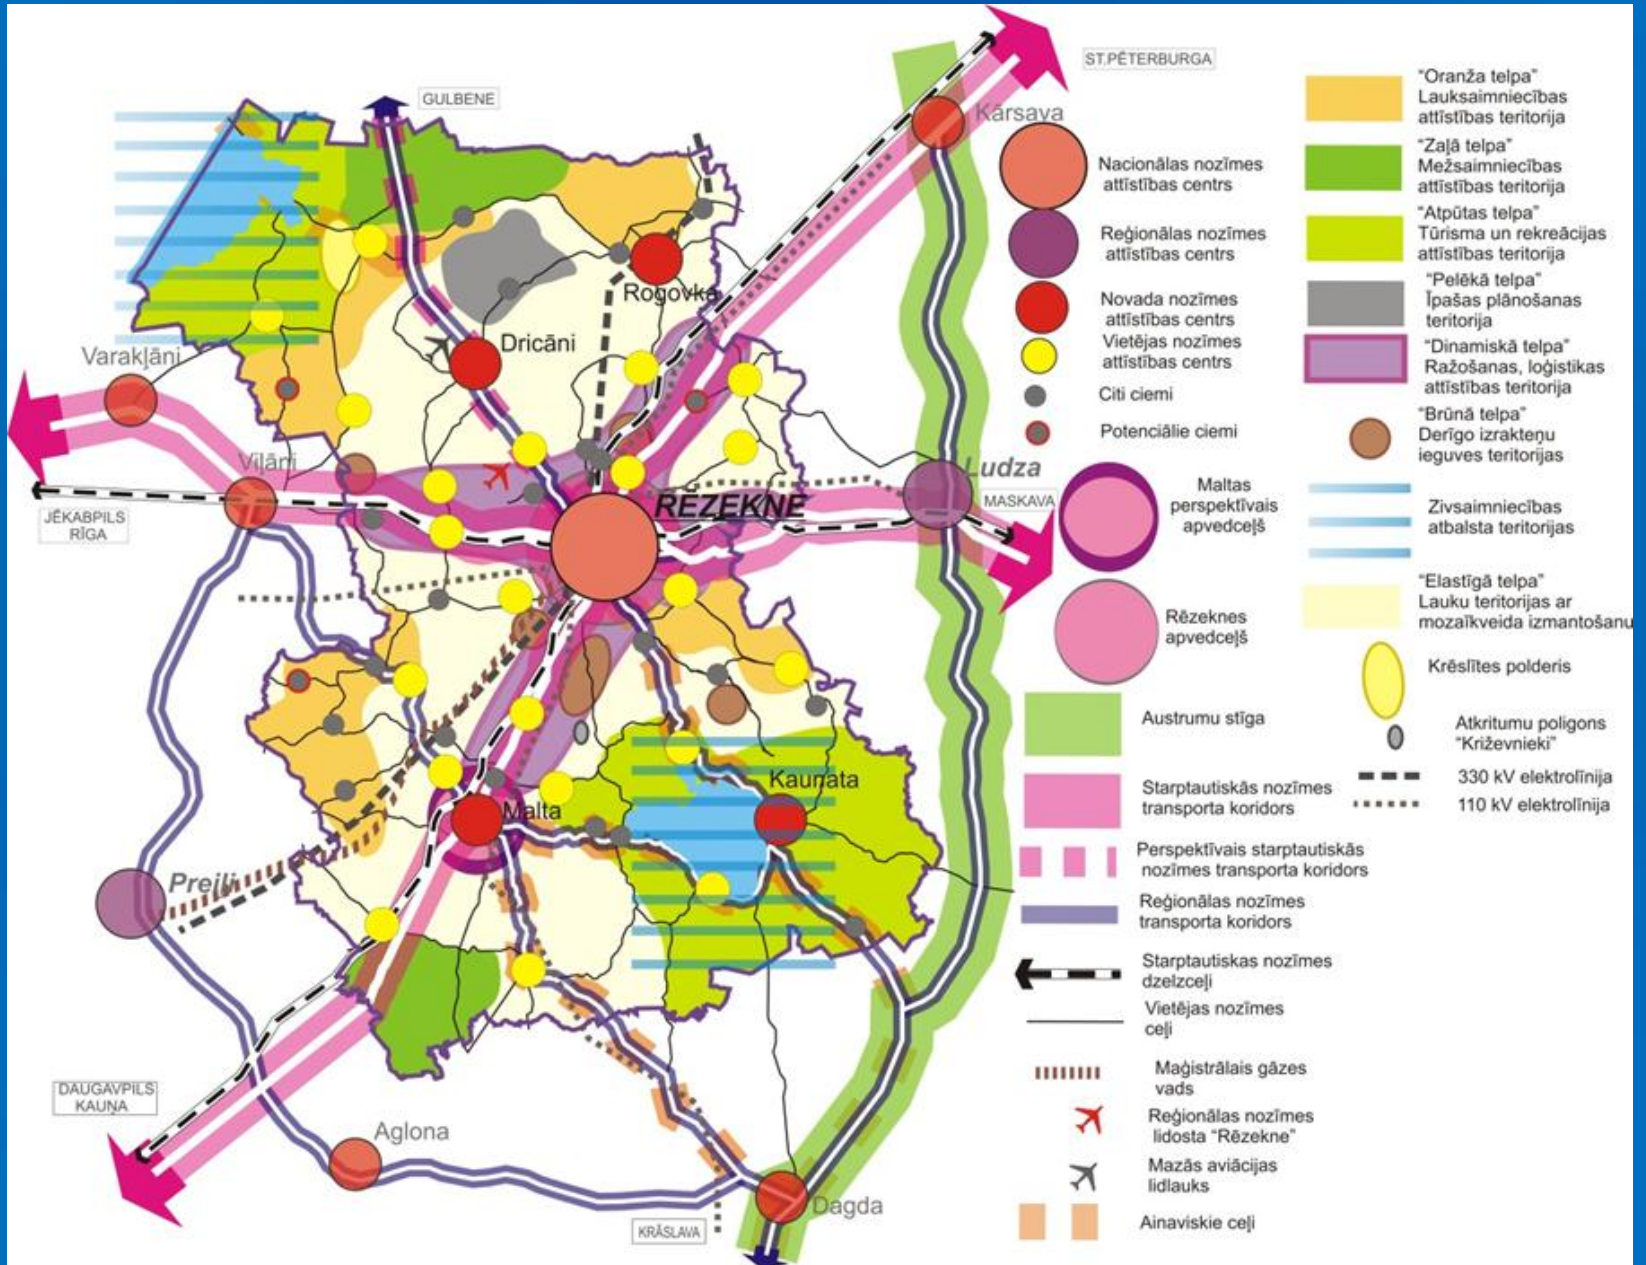 ST.PĒTERBURGA
GULBENE
Kārsava
Rogovka
Dricāni
Varakļāni
Viļāni
RĒZEKNE
Ludza
MASKAVA
JĒKABPILS
RĪGA
Kaunata
Malta
Preiļi
DAUGAVPILS
KAUŅA
Aglona
Dagda
KRĀSLAVA
Nacionālas nozīmes
attīstības centrs
Reģionālas nozīmes
attīstības centrs
Novada nozīmes
attīstības centrs
Vietējas nozīmes
attīstības centrs
Citi ciemi
Potenciālie ciemi
Maltas
perspektīvais
apvedceļš
Rēzeknes
apvedceļš
Austrumu stīga
Starptautiskās nozīmes
transporta koridors
Perspektīvais starptautiskās
nozīmes transporta koridors
Reģionālas nozīmes
transporta koridors
Starptautiskas nozīmes
dzelzceļi
Vietējas nozīmes
ceļi
Maģistrālais gāzes
vads
Reģionālas nozīmes
lidosta “Rēzekne”
Mazās aviācijas
lidlauks
Ainaviskie ceļi
“Oranža telpa”
Lauksaimniecības
attīstības teritorija
“Zaļā telpa”
Mežsaimniecības
attīstības teritorija
“Atpūtas telpa”
Tūrisma un rekreācijas
attīstības teritorija
“Pelēkā telpa”
Īpašas plānošanas
teritorija
“Dinamiskā telpa”
Ražošanas, loģistikas
attīstības teritorija
“Brūnā telpa”
Derīgo izrakteņu
ieguves teritorijas
Zivsaimniecības
atbalsta teritorijas
“Elastīgā telpa”
Lauku teritorijas ar
mozaīkveida izmantošanu
Krēslītes polderis
Atkritumu poligons
“Križevnieki”
330 kV elektrolīnija
110 kV elektrolīnija